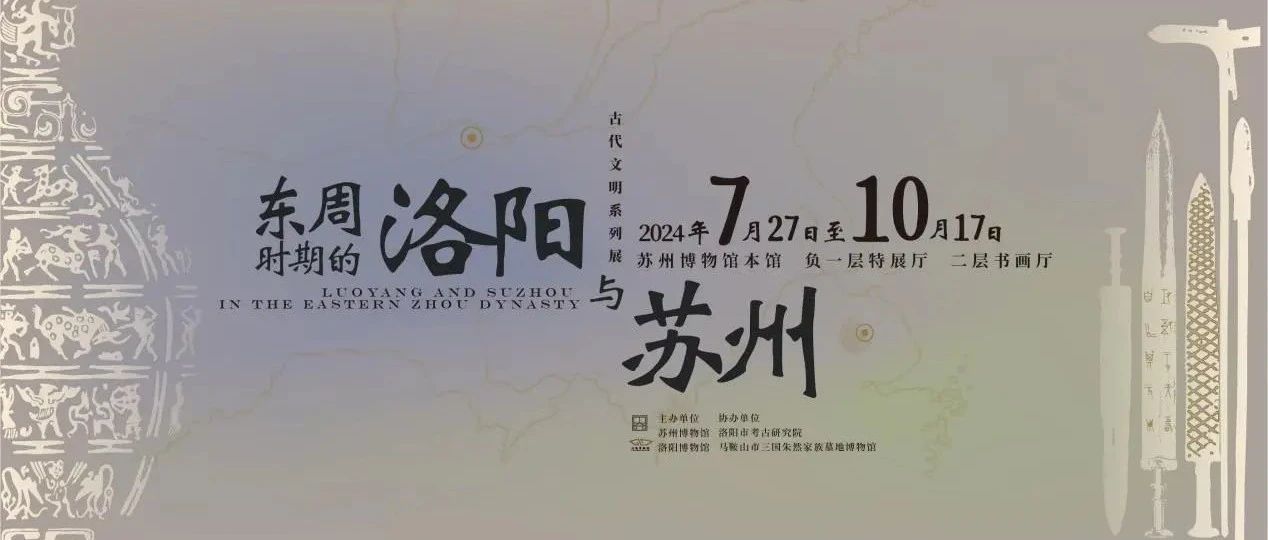 古代文明系列展
东周
时期的
洛阳
LUOYANG AND SUZHOU
IN THE EASTERN ZHOU DYNASTY
与
苏州
2024年7月27日至10月17日
苏州博物馆本馆 负一层特展厅 二层书画厅
主办单位 协办单位
苏州博物馆 洛阳市考古研究院
洛阳博物馆 马鞍山市三国朱然家族墓地博物馆